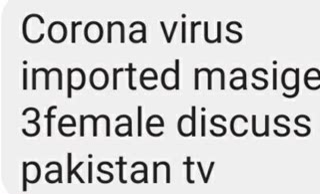 Corona virus
imported masige
3female discuss
pakistan tv